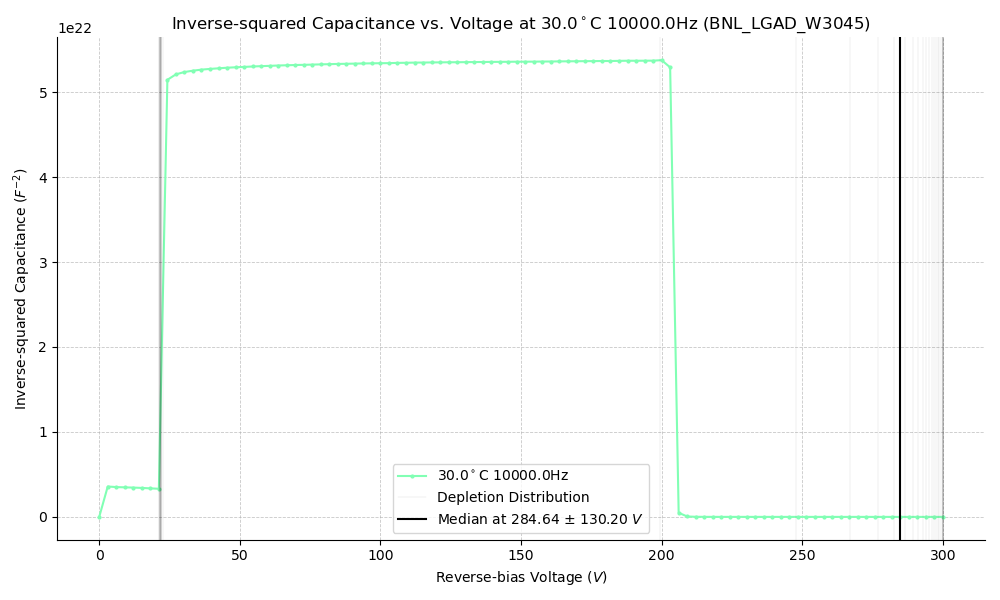 Inverse-squared Capacitance vs. Voltage at 30.0°C 10000.0Hz (BNL_LGAD_W3045)
1e22
5
4
3
2
1
0
Inverse-squared Capacitance (F⁻²)
30.0°C 10000.0Hz
Depletion Distribution
Median at 284.64 ± 130.20 V
0 50 100 150 200 250 300
Reverse-bias Voltage (V)